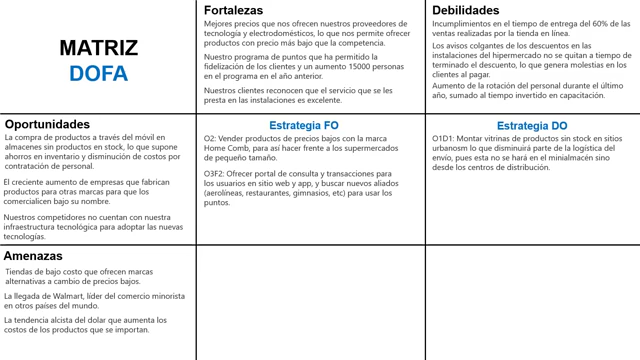 MATRIZ
DOFA
Fortalezas
Mejores precios que nos ofrecen nuestros proveedores de
tecnología y electrodomésticos, lo que nos permite ofrecer
productos con precio más bajo que la competencia.
Nuestro programa de puntos que ha permitido la
fidelización de los clientes y un aumento 15000 personas
en el programa en el año anterior.
Nuestros clientes reconocen que el servicio que se les
presta en las instalaciones es excelente.
Debilidades
Incumplimientos en el tiempo de entrega del 60% de las
ventas realizadas por la tienda en línea.
Los avisos colgantes de los descuentos en las
instalaciones del hipermercado no se quitan a tiempo de
terminado el descuento, lo que genera molestias en los
clientes al pagar.
Aumento de la rotación del personal durante el último
año, sumado al tiempo invertido en capacitación.
Oportunidades
La compra de productos a través del móvil en
almacenes sin productos en stock, lo que supone
ahorros en inventario y disminución de costos por
contratación de personal.
El creciente aumento de empresas que fabrican
productos para otras marcas para que los
comercialicen bajo su nombre.
Nuestros competidores no cuentan con nuestra
infraestructura tecnológica para adoptar las nuevas
tecnologías.
Estrategia FO
O2: Vender productos de precios bajos con la marca
Home Comb, para así hacer frente a los supermercados
de pequeño tamaño.
O3F2: Ofrecer portal de consulta y transacciones para
los usuarios en sitio web y app, y buscar nuevos aliados
(aerolíneas, restaurantes, gimnasios, etc) para usar los
puntos.
Estrategia DO
O1D1: Montar vitrinas de productos sin stock en sitios
urbanosm lo que disminuirá parte de la logística del
envío, pues esta no se hará en el minialmacén sino
desde los centros de distribución.
Amenazas
Tiendas de bajo costo que ofrecen marcas
alternativas a cambio de precios bajos.
La llegada de Walmart, líder del comercio minorista
en otros países del mundo.
La tendencia alcista del dolar que aumenta los
costos de los productos que se importan.